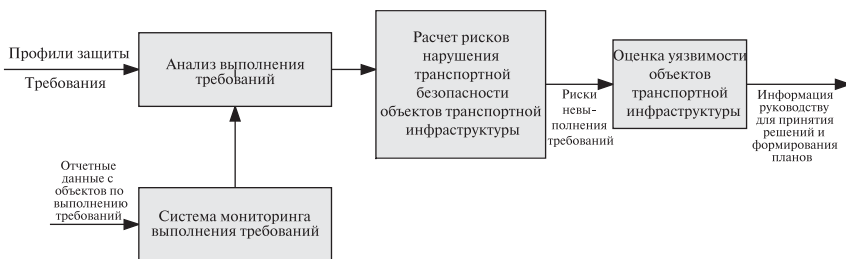 Профили защиты
Требования
Анализ выполнения
требований
Расчет рисков
нарушения
транспортной
безопасности
объектов транспортной
инфраструктуры
Риски
невы-
полнения
требований
Оценка уязвимости
объектов
транспортной
инфраструктуры
Информация
руководству
для принятия
решений и
формирования
планов
Отчетные
данные с
объектов по
выполнению
требований
Система мониторинга
выполнения требований